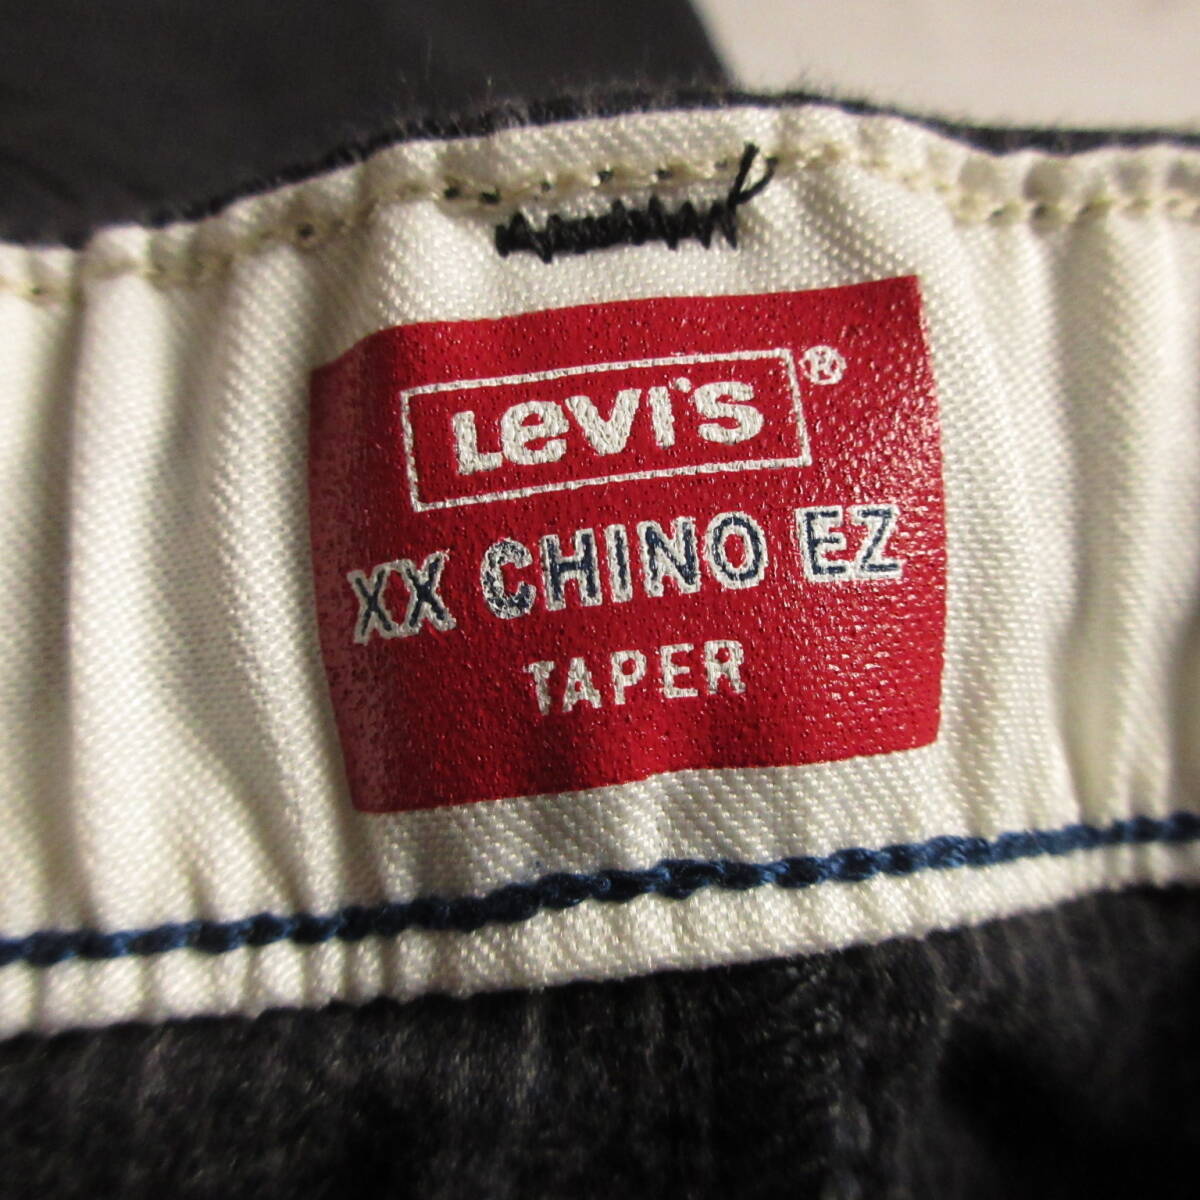 Levi's ®
XX CHINO EZ
TAPER